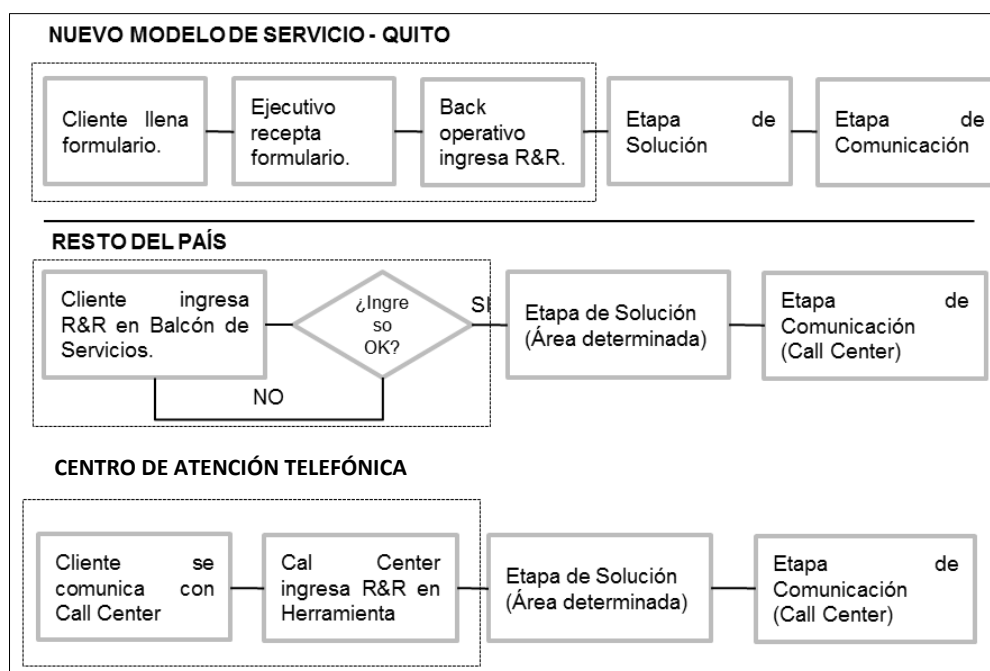 NUEVO MODELO DE SERVICIO - QUITO
Cliente llena
formulario.
Ejecutivo
recepta
formulario.
Back
operativo
ingresa R&R.
Etapa de
Solución
Etapa de
Comunicación
RESTO DEL PAÍS
Cliente ingresa
R&R en Balcón de
Servicios.
¿Ingre
so
OK?
SI
NO
Etapa de Solución
(Área determinada)
Etapa de
Comunicación
(Call Center)
CENTRO DE ATENCIÓN TELEFÓNICA
Cliente se
comunica con
Call Center
Cal Center
ingresa R&R en
Herramienta
Etapa de Solución
(Área determinada)
Etapa de
Comunicación
(Call Center)